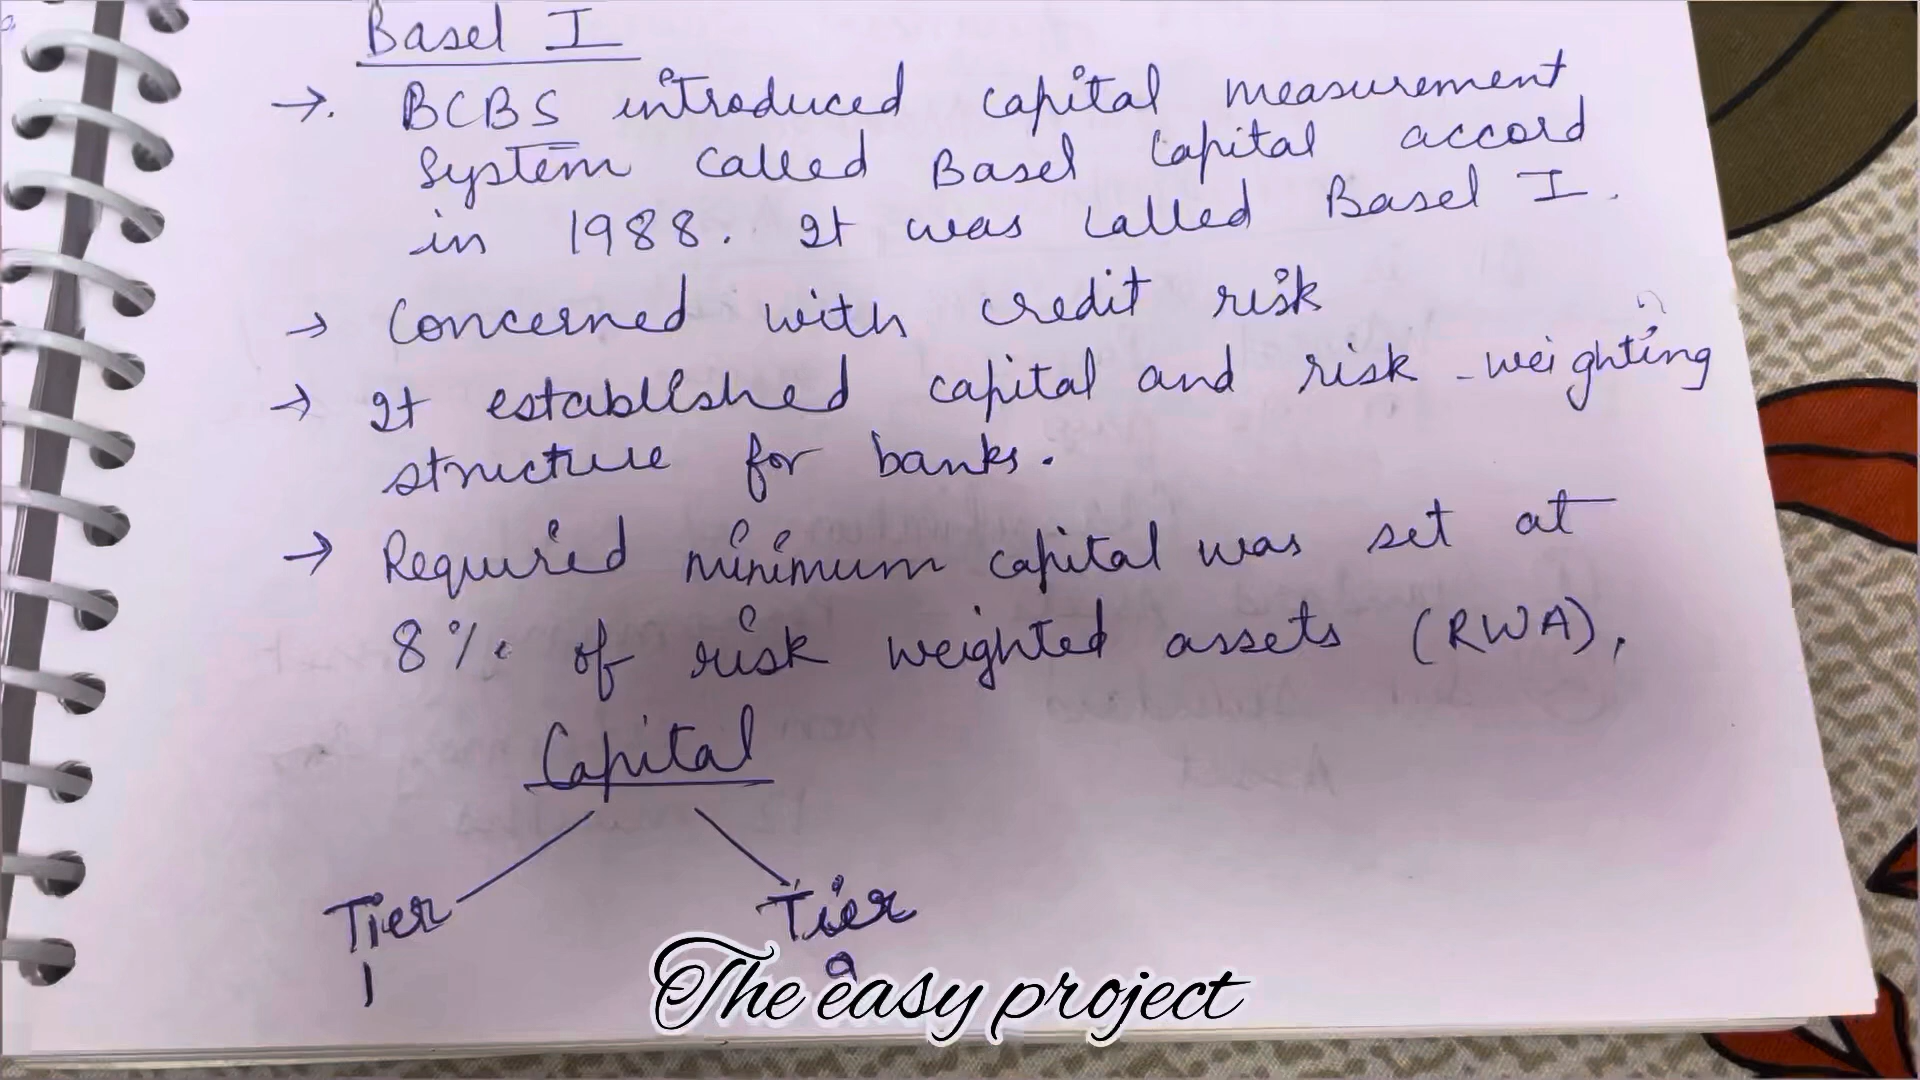 Basel I
→. BCBS introduced capital measurement
System called Basel Capital accord
in 1988. It was called Basel I.
→ Concerned with credit risk
→ It established capital and risk-weighting
structure for banks.
→ Required minimum capital was set at
8% of risk weighted assets (RWA).
Capital
Tier Tier
1 2
The easy project